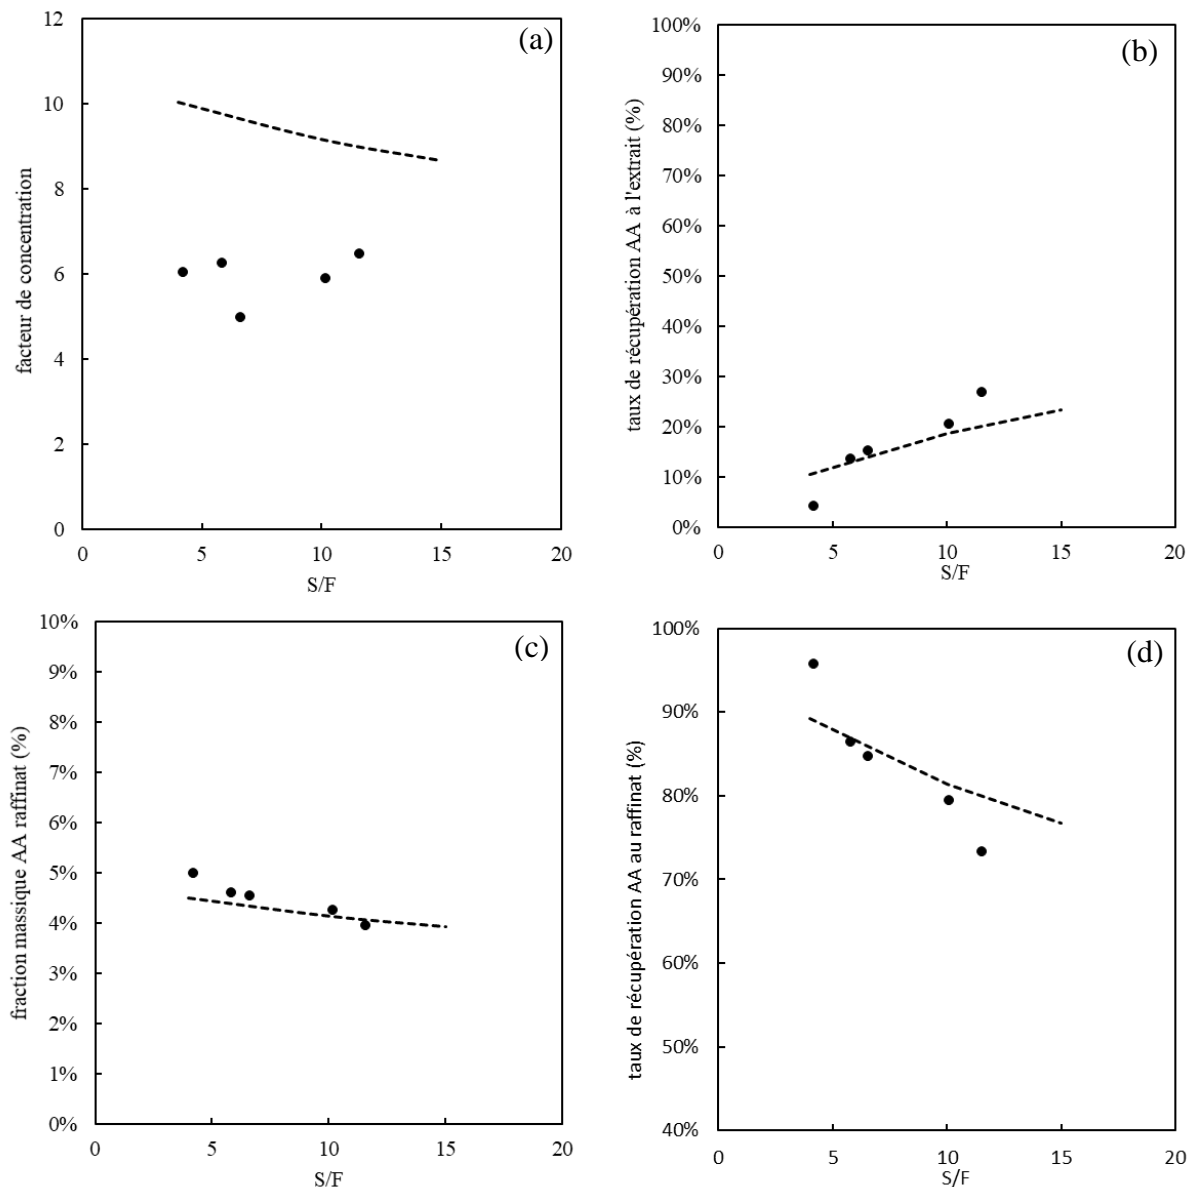 (a)
facteur de concentration
12
10
8
6
4
2
0
0 5 10 15 20
S/F
(b)
taux de récupération AA à l'extrait (%)
100%
90%
80%
70%
60%
50%
40%
30%
20%
10%
0%
0 5 10 15 20
S/F
(c)
fraction massique AA raffinat (%)
10%
9%
8%
7%
6%
5%
4%
3%
2%
1%
0%
0 5 10 15 20
S/F
(d)
taux de récupération AA au raffinat (%)
100%
90%
80%
70%
60%
50%
40%
0 5 10 15 20
S/F